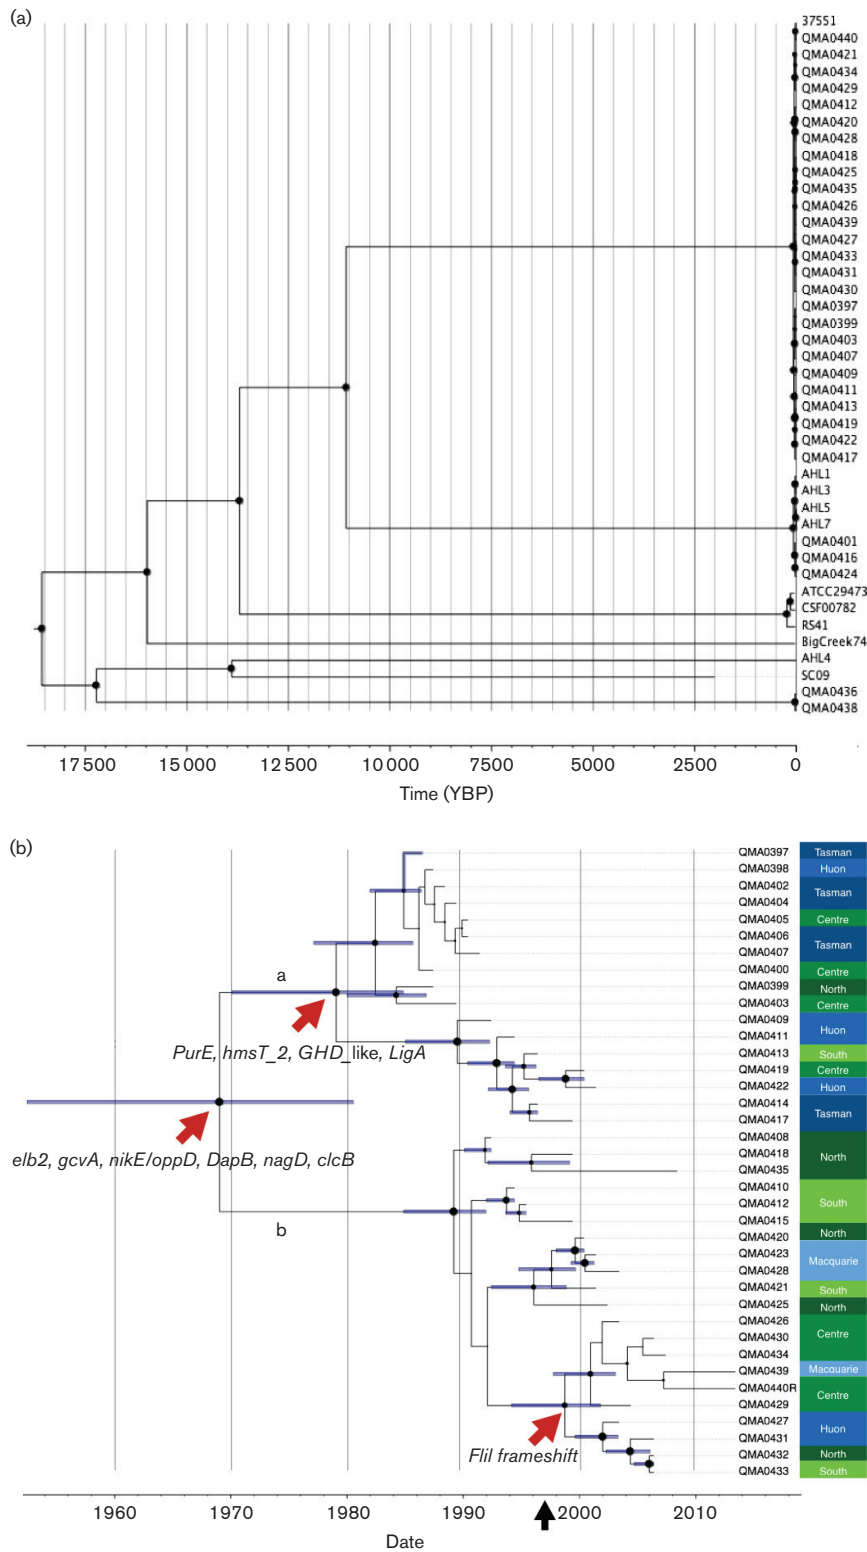 (a)
37551
QMA0440
QMA0421
QMA0434
QMA0429
QMA0412
QMA0420
QMA0428
QMA0418
QMA0425
QMA0435
QMA0426
QMA0439
QMA0427
QMA0433
QMA0431
QMA0430
QMA0397
QMA0399
QMA0403
QMA0407
QMA0409
QMA0411
QMA0413
QMA0419
QMA0422
QMA0417
AHL1
AHL3
AHL5
AHL7
QMA0401
QMA0416
QMA0424
ATCC29473
CSF00782
RS41
BigCreek74
AHL4
SC09
QMA0436
QMA0438
17500 15000 12500 10000 7500 5000 2500 0
Time (YBP)
(b)
QMA0397 Tasman
QMA0398 Huon
QMA0402 Tasman
QMA0404
QMA0405 Centre
QMA0406 Tasman
QMA0407
QMA0400 Centre
a
QMA0399 North
QMA0403 Centre
QMA0409 Huon
QMA0411
PurE, hmsT_2, GHD_like, LigA
QMA0413 South
QMA0419 Centre
QMA0422 Huon
QMA0414 Tasman
QMA0417
QMA0408 North
elb2, gcvA, nikE/oppD, DapB, nagD, clcB
QMA0418
QMA0435
QMA0410 South
QMA0412
QMA0415
b
QMA0420 North
QMA0423 Macquarie
QMA0428
QMA0421 South
QMA0425 North
QMA0426 Centre
QMA0430
QMA0434
QMA0439 Macquarie
QMA0440R Centre
QMA0429
QMA0427 Huon
QMA0431
FliI frameshift
QMA0432 North
QMA0433 South
1960 1970 1980 1990 2000 2010
Date